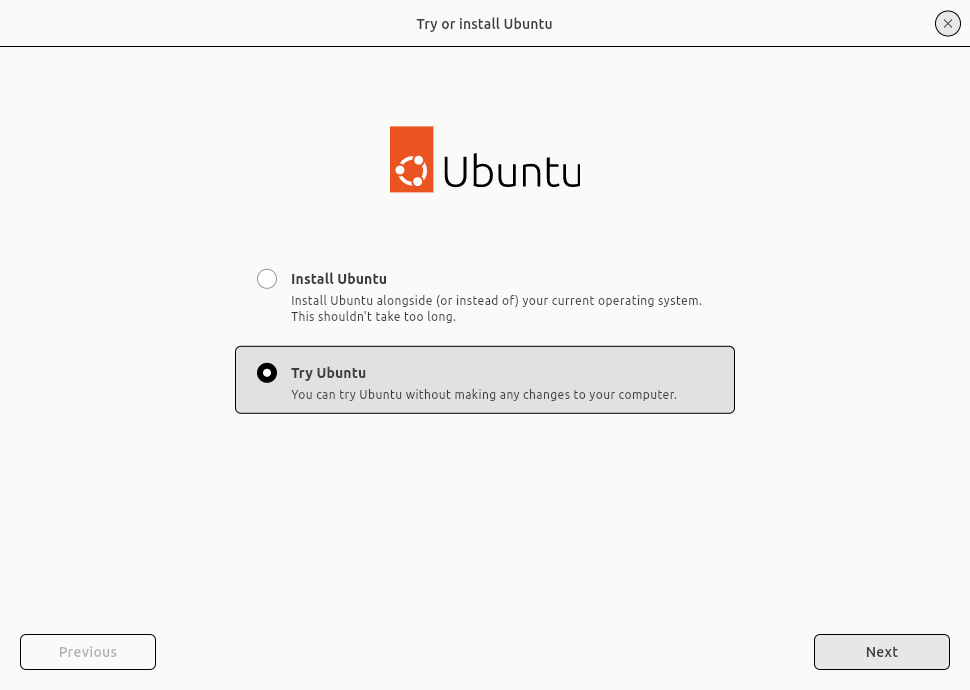 Try or install Ubuntu
Ubuntu
Install Ubuntu
Install Ubuntu alongside (or instead of) your current operating system.
This shouldn't take too long.
Try Ubuntu
You can try Ubuntu without making any changes to your computer.
Previous
Next